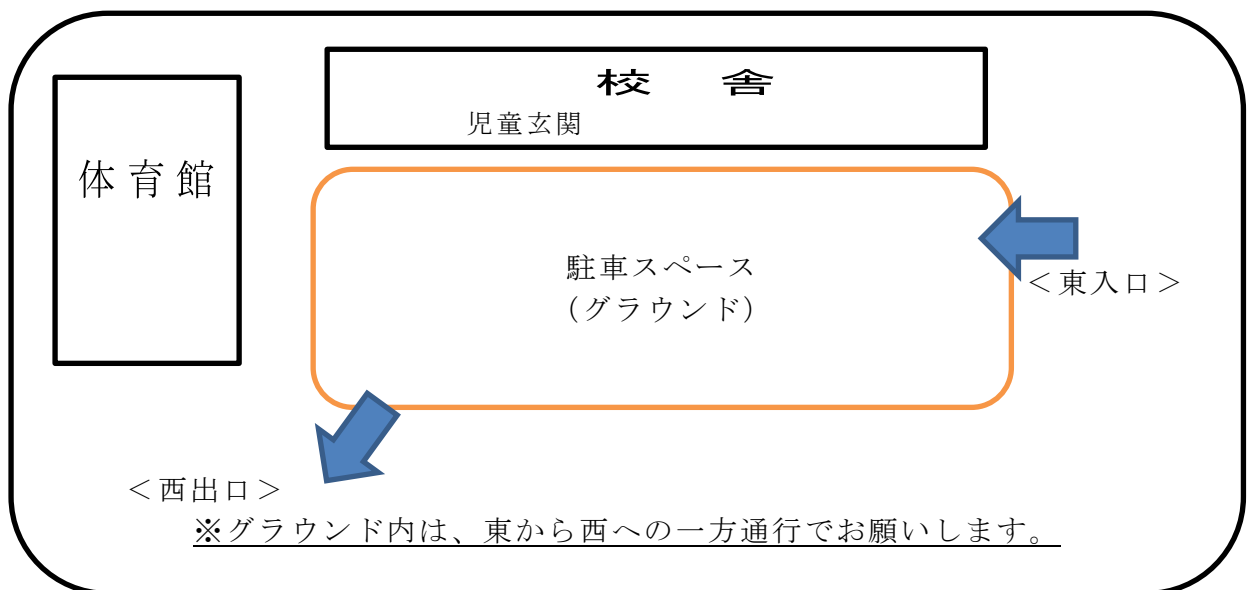 校　舎
児童玄関
体育館
駐車スペース
（グラウンド）
＜東入口＞
＜西出口＞
※グラウンド内は、東から西への一方通行でお願いします。